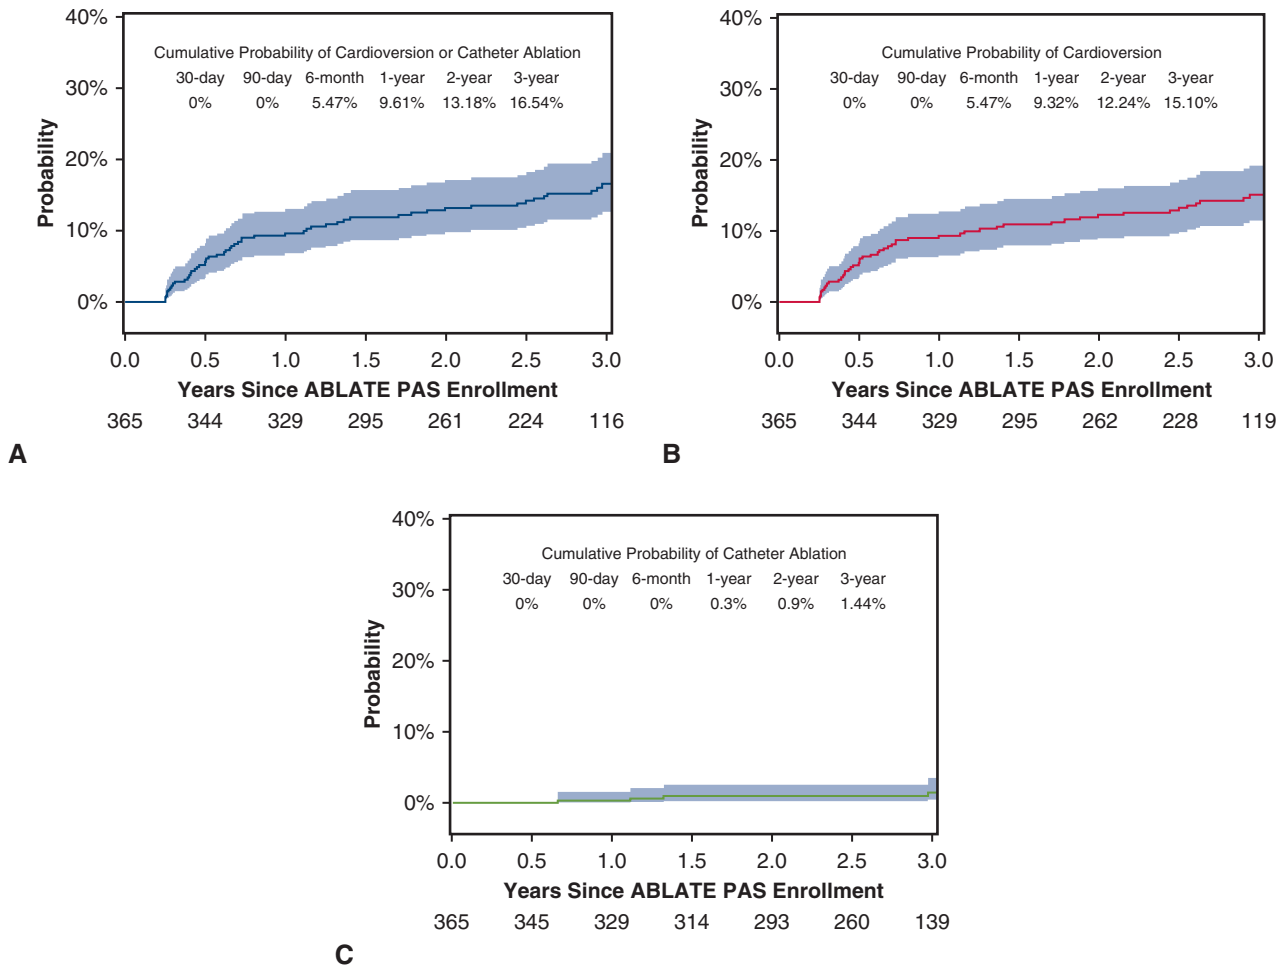 40%
Cumulative Probability of Cardioversion or Catheter Ablation
30-day 90-day 6-month 1-year 2-year 3-year
0% 0% 5.47% 9.61% 13.18% 16.54%
30%
20%
10%
0%
Probability
0.0 0.5 1.0 1.5 2.0 2.5 3.0
Years Since ABLATE PAS Enrollment
365 344 329 295 261 224 116
A
40%
Cumulative Probability of Cardioversion
30-day 90-day 6-month 1-year 2-year 3-year
0% 0% 5.47% 9.32% 12.24% 15.10%
30%
20%
10%
0%
Probability
0.0 0.5 1.0 1.5 2.0 2.5 3.0
Years Since ABLATE PAS Enrollment
365 344 329 295 262 228 119
B
40%
Cumulative Probability of Catheter Ablation
30-day 90-day 6-month 1-year 2-year 3-year
0% 0% 0% 0.3% 0.9% 1.44%
30%
20%
10%
0%
Probability
0.0 0.5 1.0 1.5 2.0 2.5 3.0
Years Since ABLATE PAS Enrollment
365 345 329 314 293 260 139
C